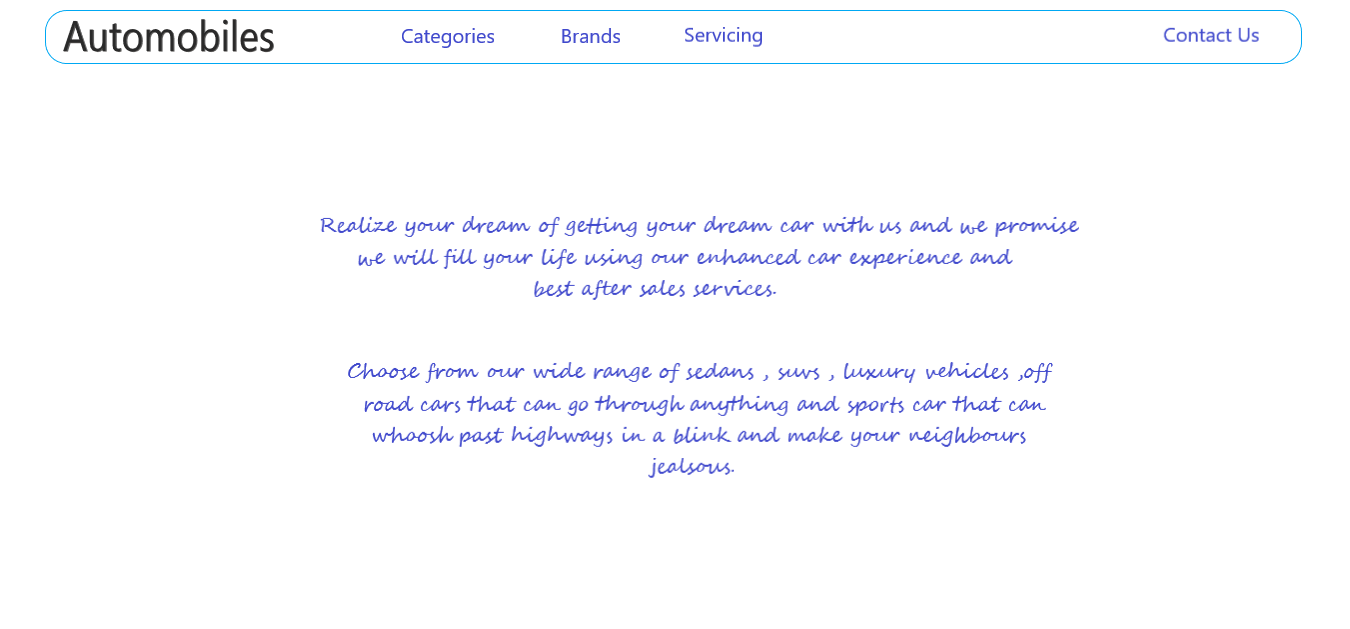 Automobiles Categories Brands Servicing Contact Us
Realize your dream of getting your dream car with us and we promise
we will fill your life using our enhanced car experience and
best after sales services.
Choose from our wide range of sedans , suvs , luxury vehicles ,off
road cars that can go through anything and sports car that can
whoosh past highways in a blink and make your neighbours
jealsous.